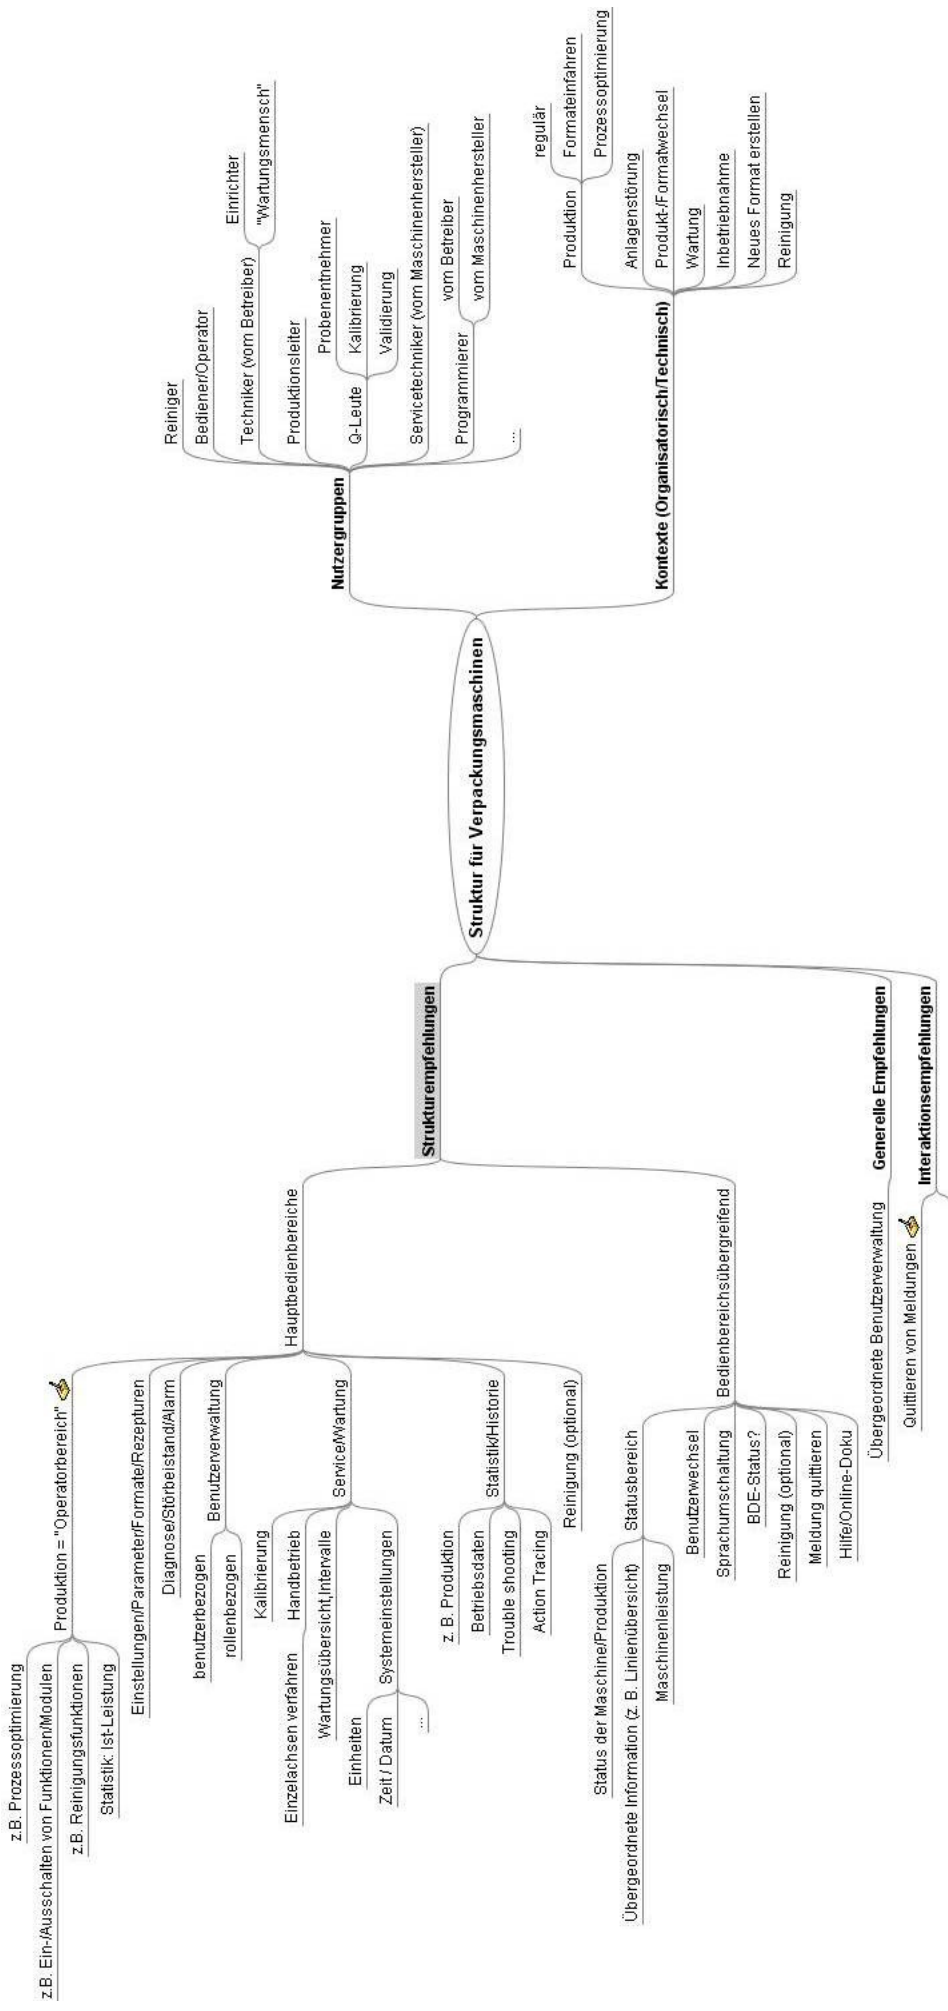 Struktur für Verpackungsmaschinen
Nutzergruppen
Reiniger
Bediener/Operator
Techniker (vom Betreiber)
Einrichter
"Wartungsmensch"
Produktionsleiter
Q-Leute
Probenentnehmer
Kalibrierung
Validierung
Servicetechniker (vom Maschinenhersteller)
Programmierer
vom Betreiber
vom Maschinenhersteller
...
Kontexte (Organisatorisch/Technisch)
Produktion
regulär
Formateinfahren
Prozessoptimierung
Anlagenstörung
Produkt-/Formatwechsel
Wartung
Inbetriebnahme
Neues Format erstellen
Reinigung
Strukturempfehlungen
Hauptbedienbereiche
Produktion = "Operatorbereich"
z.B. Prozessoptimierung
z.B. Ein-/Ausschalten von Funktionen/Modulen
z.B. Reinigungsfunktionen
Statistik: Ist-Leistung
Einstellungen/Parameter/Formate/Rezepturen
Diagnose/Störbeistand/Alarm
Benutzerverwaltung
benutzerbezogen
rollenbezogen
Service/Wartung
Kalibrierung
Handbetrieb
Einzelachsen verfahren
Wartungsübersicht,Intervalle
Systemeinstellungen
Einheiten
Zeit / Datum
...
Statistik/Historie
z. B. Produktion
Betriebsdaten
Trouble shooting
Action Tracing
Reinigung (optional)
Bedienbereichsübergreifend
Statusbereich
Status der Maschine/Produktion
Übergeordnete Information (z. B. Linienübersicht)
Maschinenleistung
Benutzerwechsel
Sprachumschaltung
BDE-Status?
Reinigung (optional)
Meldung quittieren
Hilfe/Online-Doku
Generelle Empfehlungen
Übergeordnete Benutzerverwaltung
Interaktionsempfehlungen
Quittieren von Meldungen